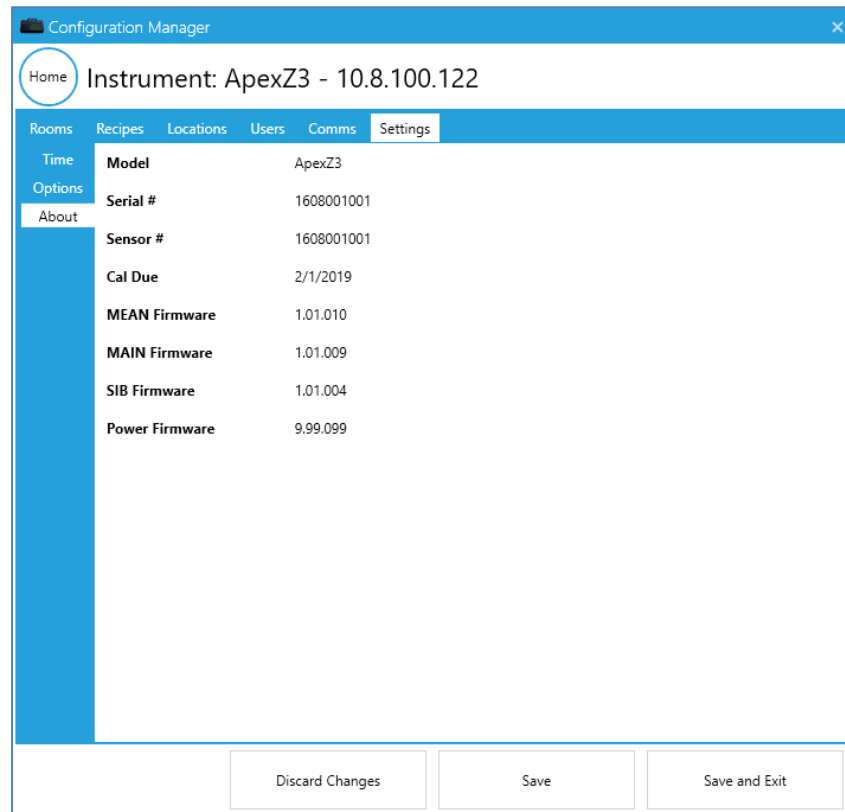 Configuration Manager
Home
Instrument: ApexZ3 - 10.8.100.122
Rooms Recipes Locations Users Comms Settings
Time
Options
About
Model ApexZ3
Serial # 1608001001
Sensor # 1608001001
Cal Due 2/1/2019
MEAN Firmware 1.01.010
MAIN Firmware 1.01.009
SIB Firmware 1.01.004
Power Firmware 9.99.099
Discard Changes Save Save and Exit